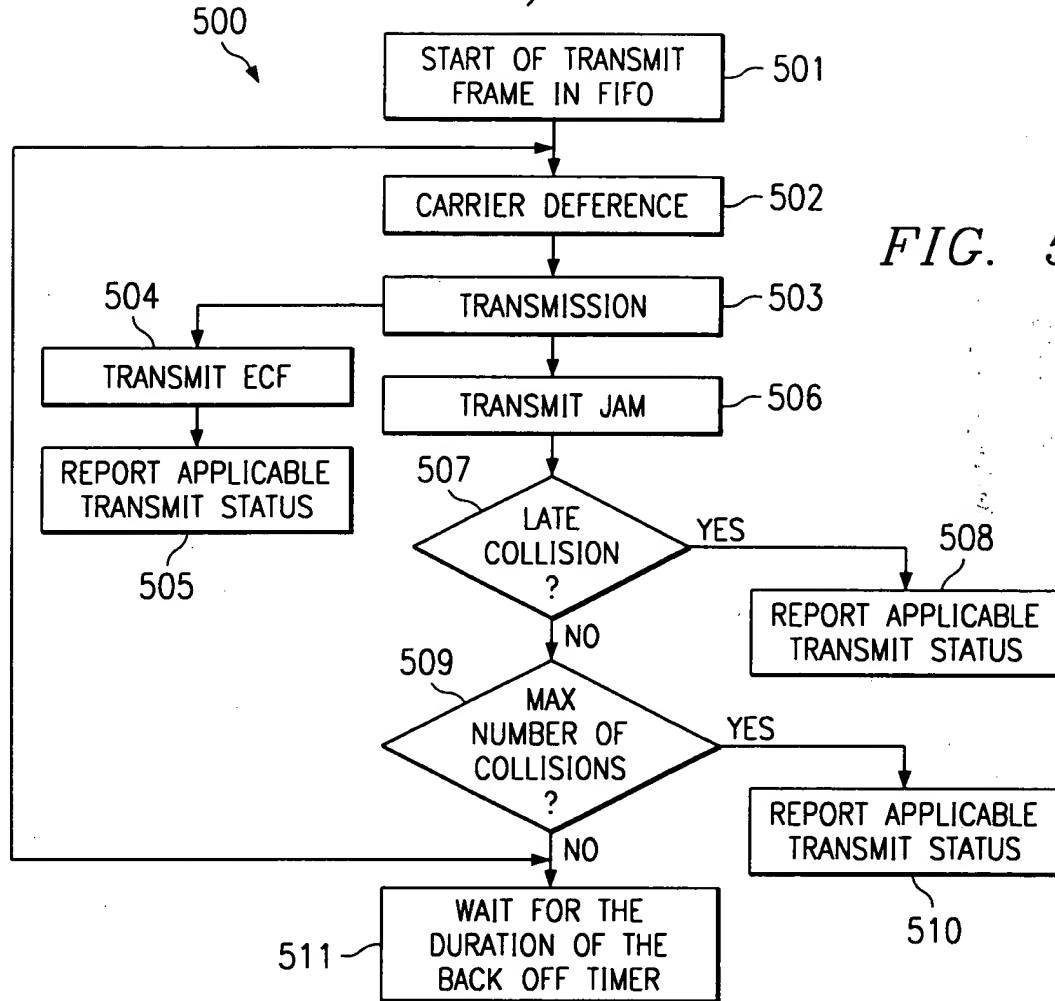 500
START OF TRANSMIT
FRAME IN FIFO
501
CARRIER DEFERENCE
502
FIG. 5
504
TRANSMISSION
503
TRANSMIT ECF
TRANSMIT JAM
506
REPORT APPLICABLE
TRANSMIT STATUS
505
507
LATE
COLLISION
?
YES
508
REPORT APPLICABLE
TRANSMIT STATUS
NO
509
MAX
NUMBER OF
COLLISIONS
?
YES
REPORT APPLICABLE
TRANSMIT STATUS
510
NO
WAIT FOR THE
DURATION OF THE
BACK OFF TIMER
511